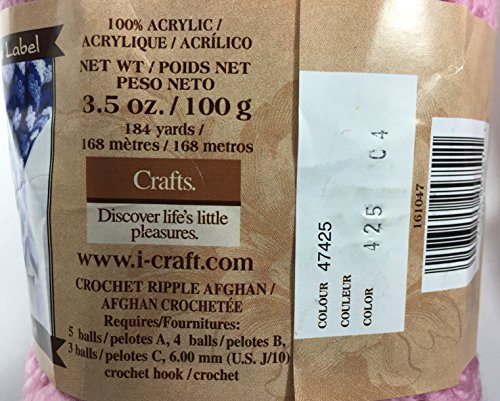 Label
100% ACRYLIC /
ACRYLIQUE / ACRÍLICO
NET WT / POIDS NET
PESO NETO
3.5 oz. / 100 g
184 yards /
168 mètres / 168 metros
Crafts.
Discover life's little
pleasures.
www.i-craft.com
CROCHET RIPPLE AFGHAN /
AFGHAN CROCHETÉE
Requires/Fournitures:
5 balls/pelotes A, 4 balls/pelotes B,
3 balls/pelotes C, 6.00 mm (U.S. J/10)
crochet hook / crochet
COLOUR 47425
COULEUR
COLOR 425 C4
161047